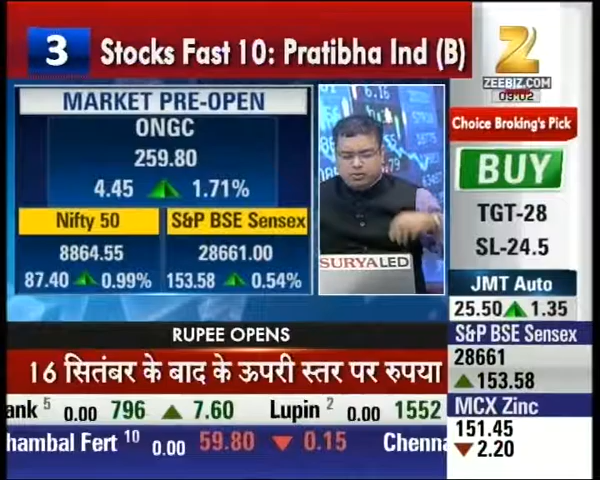 3
Stocks Fast 10: Pratibha Ind (B)
Z
ZEEBIZ.COM
09:02
MARKET PRE-OPEN
ONGC
259.80
4.45 ▲ 1.71%
Nifty 50
8864.55
87.40 ▲ 0.99%
S&P BSE Sensex
28661.00
153.58 ▲ 0.54%
6.16
SURYALED
Choice Broking's Pick
BUY
TGT-28
SL-24.5
JMT Auto
25.50 ▲ 1.35
S&P BSE Sensex
28661
▲ 153.58
MCX Zinc
151.45
▼ 2.20
RUPEE OPENS
16 सितंबर के बाद के ऊपरी स्तर पर रुपया
ank 5 0.00 796 ▲ 7.60 Lupin 2 0.00 1552
hambal Fert 10 0.00 59.80 ▼ 0.15 Chenna